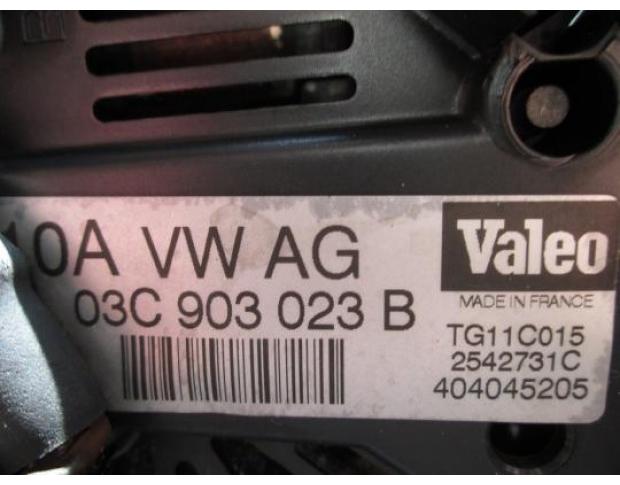 10A VW AG
03C 903 023 B
Valeo
MADE IN FRANCE
TG11C015
2542731C
404045205